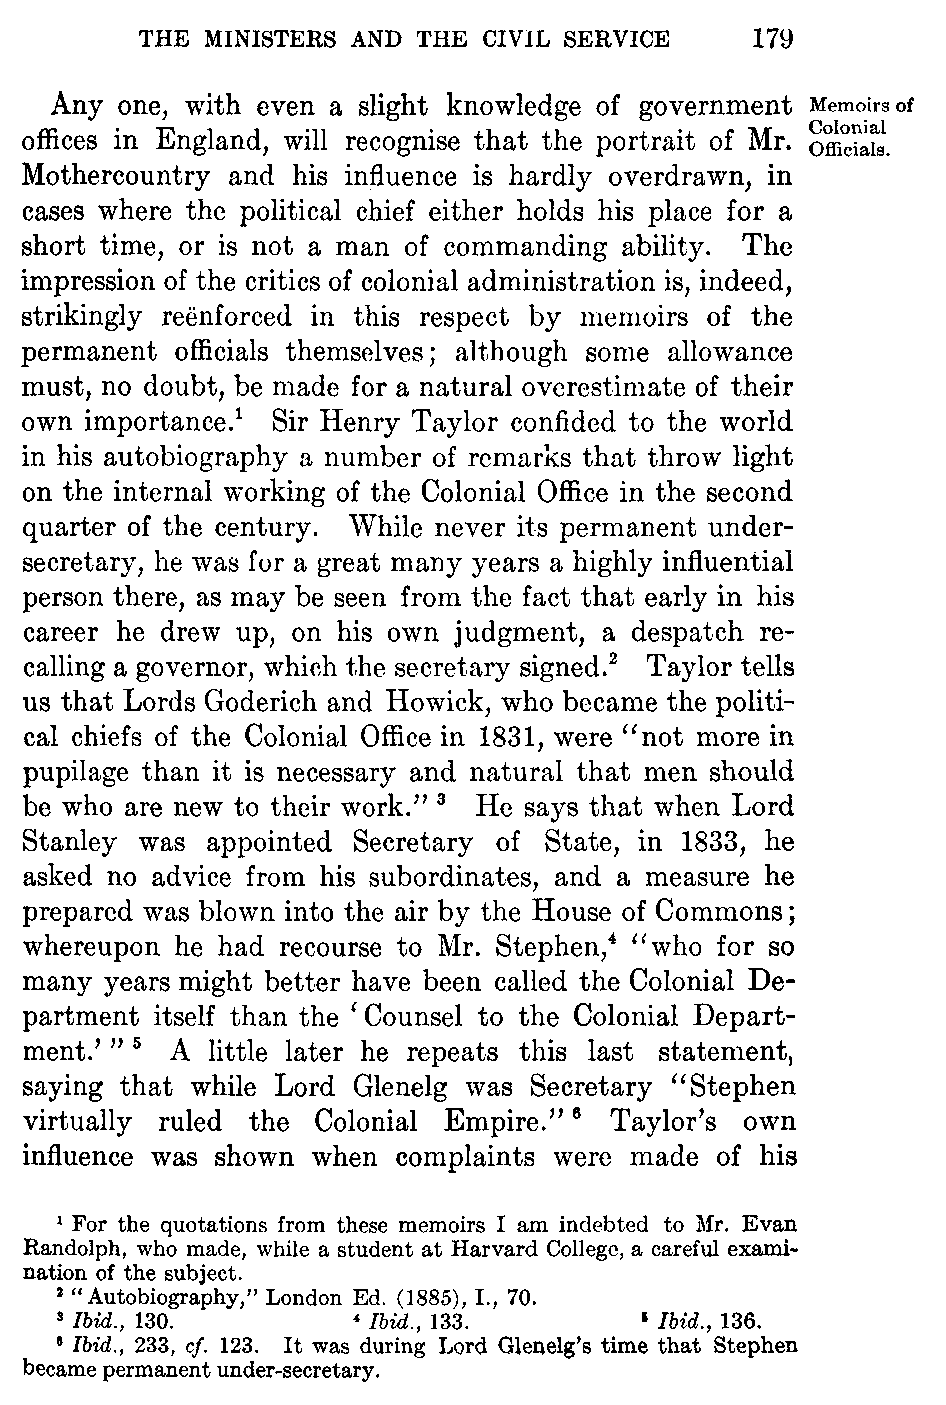 THE MINISTERS AND THE CIVIL SERVICE 179
Memoirs of
Colonial
Officials.
Any one, with even a slight knowledge of government
offices in England, will recognise that the portrait of Mr.
Mothercountry and his influence is hardly overdrawn, in
cases where the political chief either holds his place for a
short time, or is not a man of commanding ability. The
impression of the critics of colonial administration is, indeed,
strikingly reënforced in this respect by memoirs of the
permanent officials themselves; although some allowance
must, no doubt, be made for a natural overestimate of their
own importance.¹ Sir Henry Taylor confided to the world
in his autobiography a number of remarks that throw light
on the internal working of the Colonial Office in the second
quarter of the century. While never its permanent under-
secretary, he was for a great many years a highly influential
person there, as may be seen from the fact that early in his
career he drew up, on his own judgment, a despatch re-
calling a governor, which the secretary signed.² Taylor tells
us that Lords Goderich and Howick, who became the politi-
cal chiefs of the Colonial Office in 1831, were "not more in
pupilage than it is necessary and natural that men should
be who are new to their work." ³ He says that when Lord
Stanley was appointed Secretary of State, in 1833, he
asked no advice from his subordinates, and a measure he
prepared was blown into the air by the House of Commons;
whereupon he had recourse to Mr. Stephen,⁴ "who for so
many years might better have been called the Colonial De-
partment itself than the 'Counsel to the Colonial Depart-
ment.' " ⁵ A little later he repeats this last statement,
saying that while Lord Glenelg was Secretary "Stephen
virtually ruled the Colonial Empire." ⁶ Taylor's own
influence was shown when complaints were made of his
¹ For the quotations from these memoirs I am indebted to Mr. Evan
Randolph, who made, while a student at Harvard College, a careful exami-
nation of the subject.
² "Autobiography," London Ed. (1885), I., 70.
³ Ibid., 130. ⁴ Ibid., 133. ⁵ Ibid., 136.
⁶ Ibid., 233, cf. 123. It was during Lord Glenelg's time that Stephen
became permanent under-secretary.